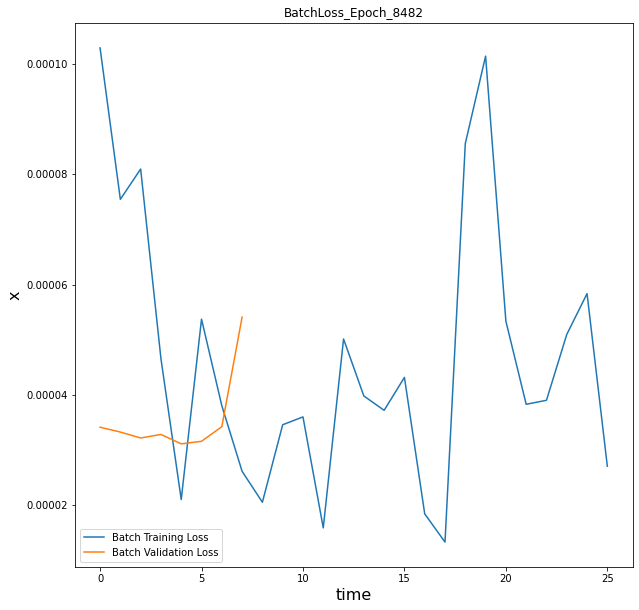 BatchLoss_Epoch_8482
0.00010
0.00008
0.00006
0.00004
0.00002
x
Batch Training Loss
Batch Validation Loss
0 5 10 15 20 25
time